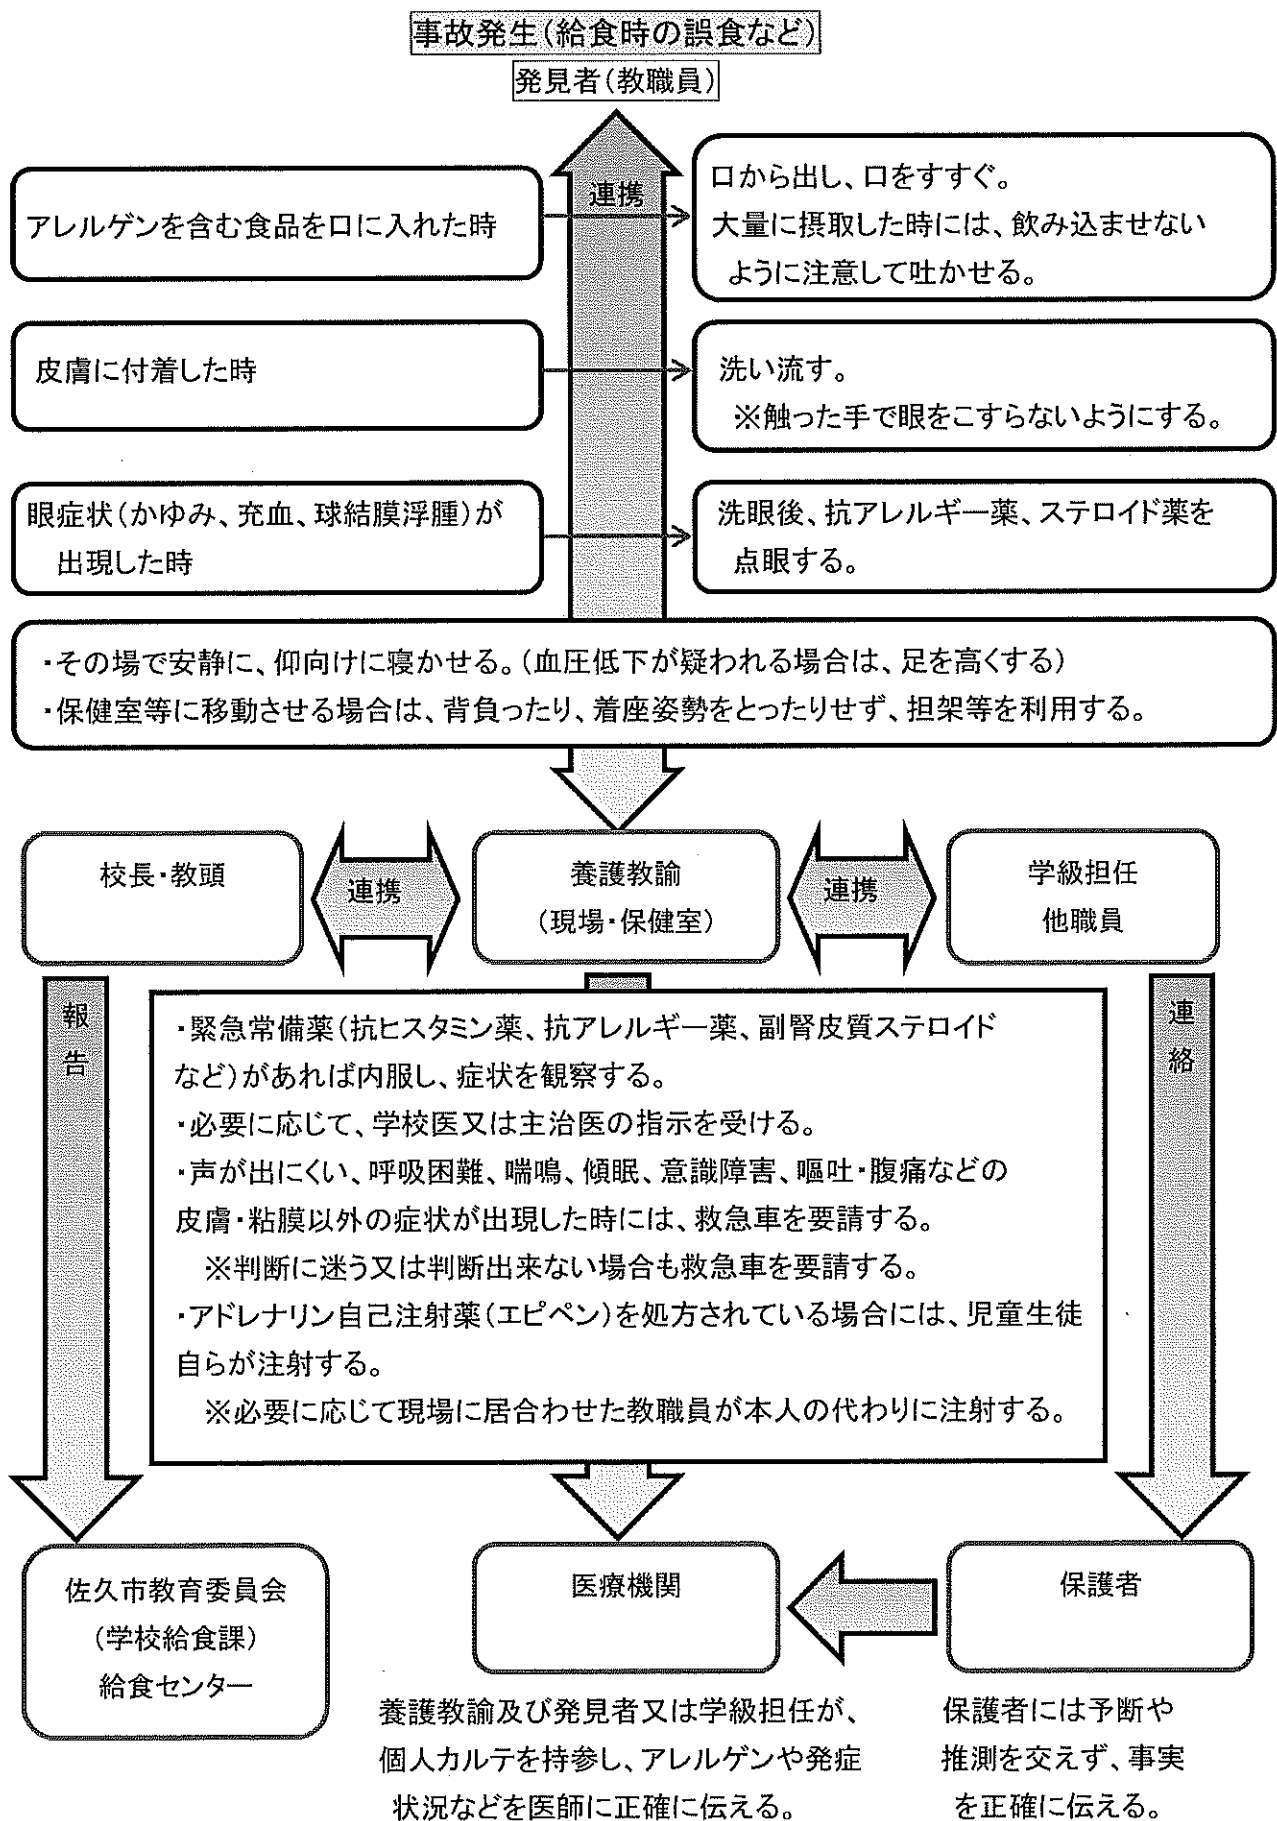 事故発生(給食時の誤食など)
発見者(教職員)
連携
アレルゲンを含む食品を口に入れた時
口から出し、口をすすぐ。
大量に摂取した時には、飲み込ませない
ように注意して吐かせる。
皮膚に付着した時
洗い流す。
※触った手で眼をこすらないようにする。
眼症状(かゆみ、充血、球結膜浮腫)が
出現した時
洗眼後、抗アレルギー薬、ステロイド薬を
点眼する。
・その場で安静に、仰向けに寝かせる。(血圧低下が疑われる場合は、足を高くする)
・保健室等に移動させる場合は、背負ったり、着座姿勢をとったりせず、担架等を利用する。
校長・教頭
連携
養護教諭
(現場・保健室)
連携
学級担任
他職員
報告
・緊急常備薬(抗ヒスタミン薬、抗アレルギー薬、副腎皮質ステロイド
など)があれば内服し、症状を観察する。
・必要に応じて、学校医又は主治医の指示を受ける。
・声が出にくい、呼吸困難、喘鳴、傾眠、意識障害、嘔吐・腹痛などの
皮膚・粘膜以外の症状が出現した時には、救急車を要請する。
※判断に迷う又は判断出来ない場合も救急車を要請する。
・アドレナリン自己注射薬(エピペン)を処方されている場合には、児童生徒
自らが注射する。
※必要に応じて現場に居合わせた教職員が本人の代わりに注射する。
連絡
佐久市教育委員会
(学校給食課)
給食センター
医療機関
保護者
養護教諭及び発見者又は学級担任が、
個人カルテを持参し、アレルゲンや発症
状況などを医師に正確に伝える。
保護者には予断や
推測を交えず、事実
を正確に伝える。